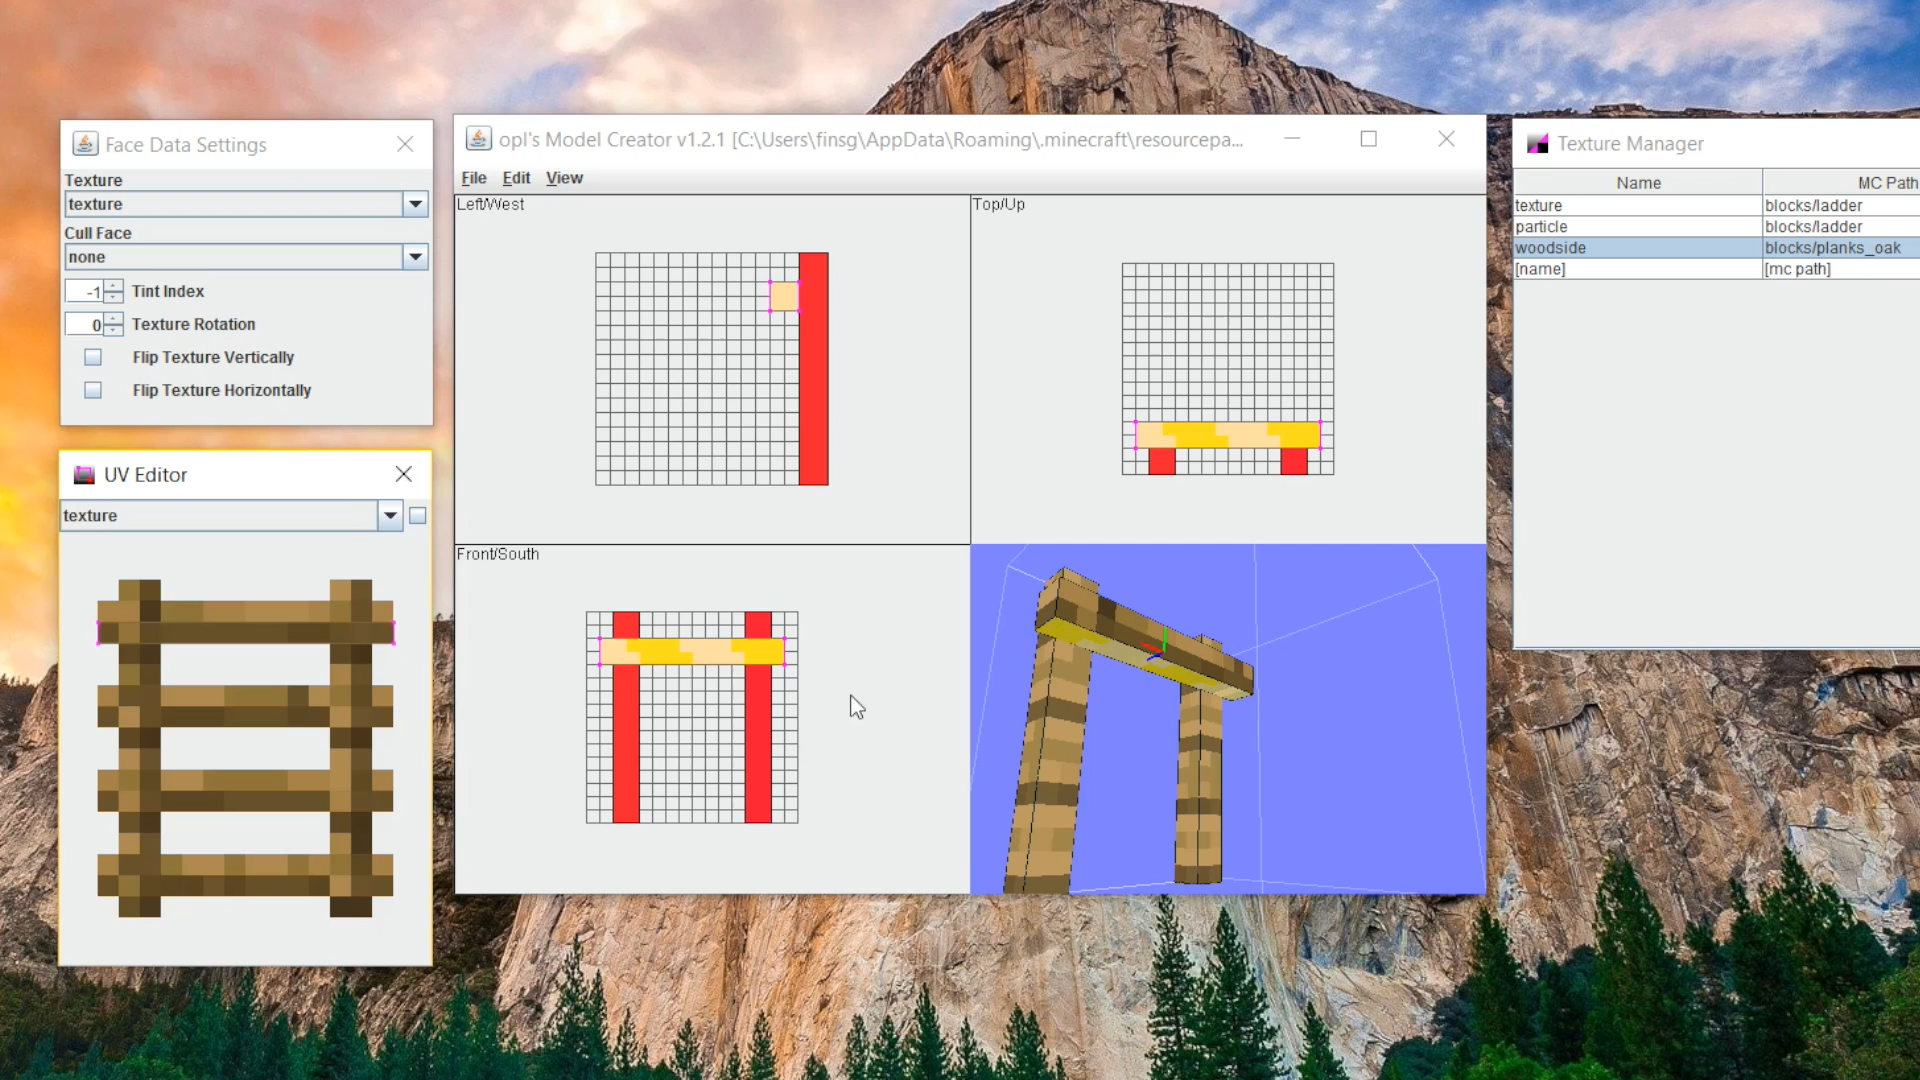 Face Data Settings
Texture
texture
Cull Face
none
-1 Tint Index
0 Texture Rotation
Flip Texture Vertically
Flip Texture Horizontally
UV Editor
texture
opl's Model Creator v1.2.1 [C:\Users\finsg\AppData\Roaming\.minecraft\resourcepa...
File Edit View
Left/West
Top/Up
Front/South
Texture Manager
Name MC Path
texture blocks/ladder
particle blocks/ladder
woodside blocks/planks_oak
[name] [mc path]